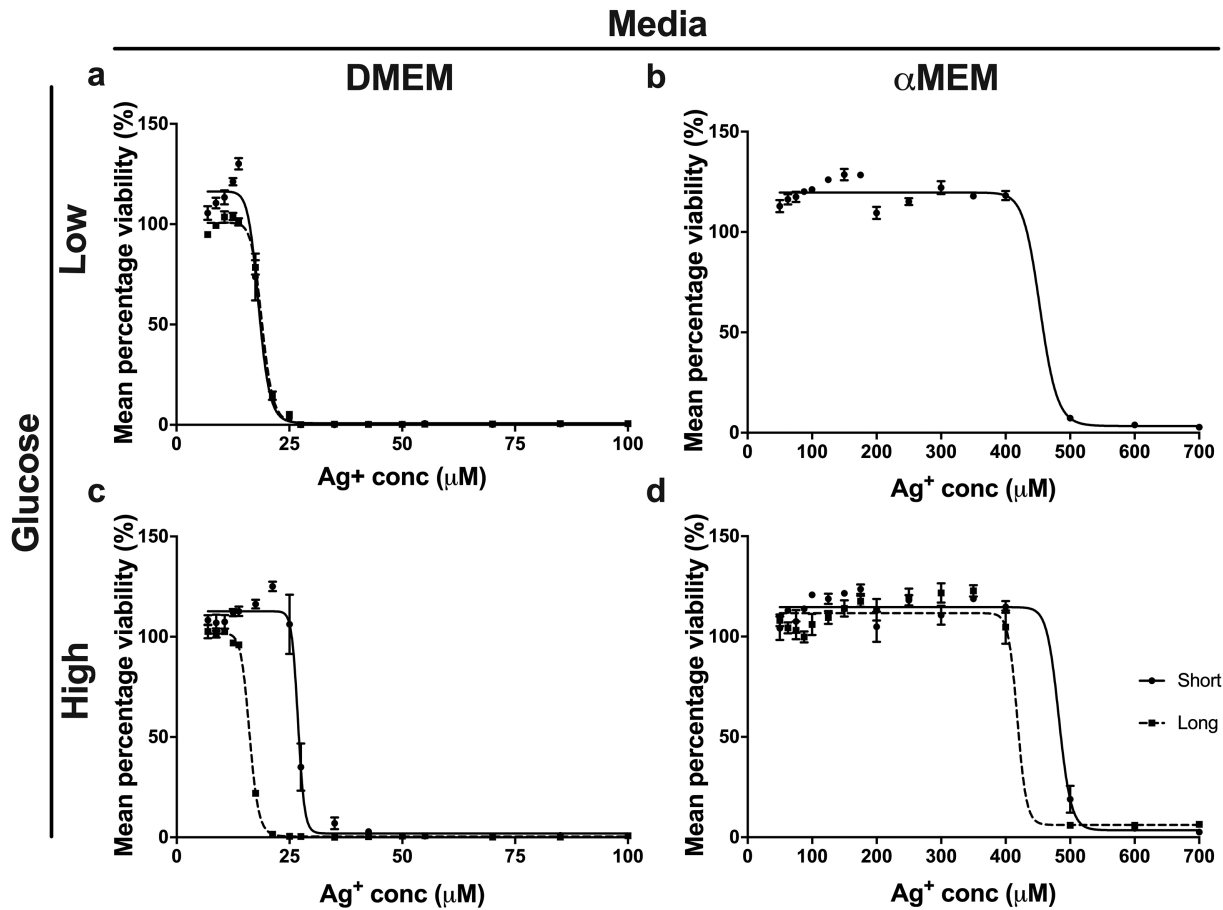 Media
a
DMEM
b
αMEM
Glucose
Low
High
Mean percentage viability (%)
150
100
50
0
0 25 50 75 100
Ag+ conc (μM)
Mean percentage viability (%)
150
100
50
0
0 100 200 300 400 500 600 700
Ag+ conc (μM)
c
Mean percentage viability (%)
150
100
50
0
0 25 50 75 100
Ag+ conc (μM)
d
Mean percentage viability (%)
150
100
50
0
0 100 200 300 400 500 600 700
Ag+ conc (μM)
Short
Long